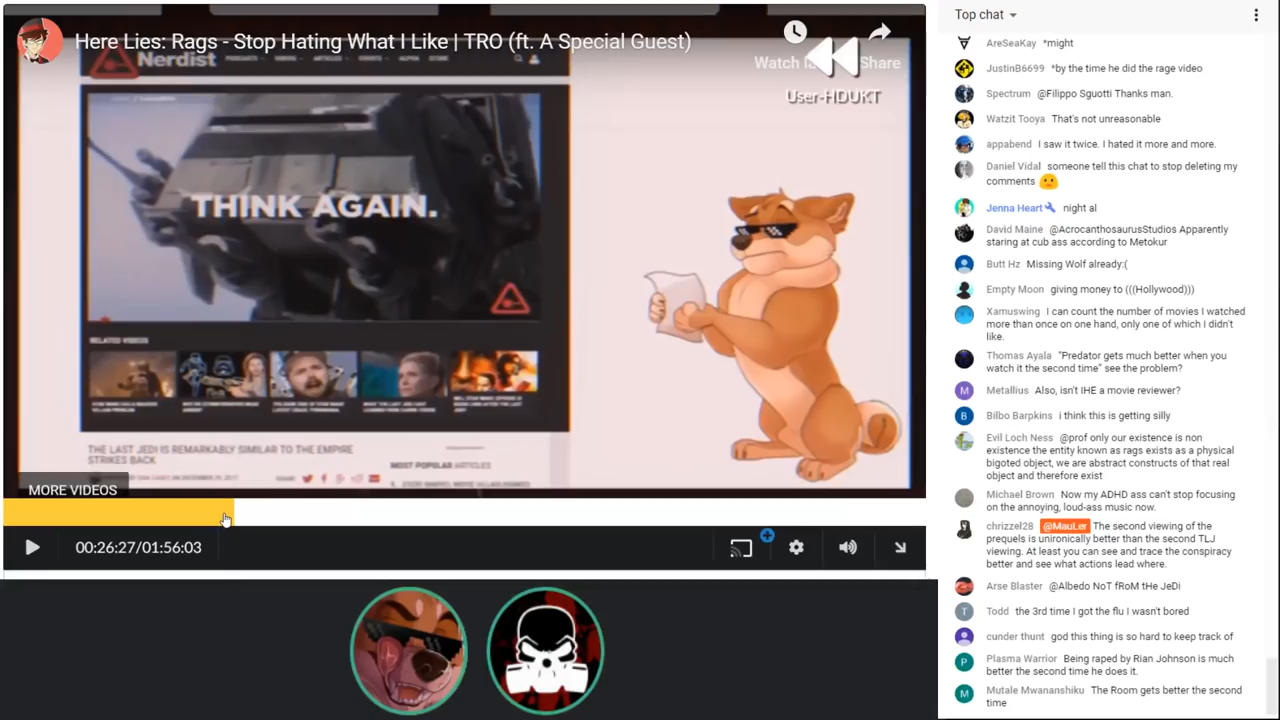 Here Lies: Rags - Stop Hating What I Like | TRO (ft. A Special Guest)
Share
User-HDUKT
Nerdist
THINK AGAIN.
RELATED VIDEOS
THE LAST JEDI IS REMARKABLY SIMILAR TO THE EMPIRE
STRIKES BACK
MOST POPULAR ARTICLES
MORE VIDEOS
00:26:27/01:56:03
Top chat
AreSeaKay *might
JustinB6699 *by the time he did the rage video
Spectrum @Filippo Sguotti Thanks man.
Watzit Tooya That's not unreasonable
appabend I saw it twice. I hated it more and more.
Daniel Vidal someone tell this chat to stop deleting my
comments
Jenna Heart night al
David Maine @AcrocanthosaurusStudios Apparently
staring at cub ass according to Metokur
Butt Hz Missing Wolf already:(
Empty Moon giving money to (((Hollywood)))
Xamuswing I can count the number of movies I watched
more than once on one hand, only one of which I didn't
like.
Thomas Ayala "Predator gets much better when you
watch it the second time" see the problem?
M
Metallius Also, isn't IHE a movie reviewer?
B
Bilbo Barpkins i think this is getting silly
Evil Loch Ness @prof only our existence is non
existence the entity known as rags exists as a physical
bigoted object, we are abstract constructs of that real
object and therefore exist
Michael Brown Now my ADHD ass can't stop focusing
on the annoying, loud-ass music now.
chrizzel28 @MauLer The second viewing of the
prequels is unironically better than the second TLJ
viewing. At least you can see and trace the conspiracy
better and see what actions lead where.
Arse Blaster @Albedo NoT fRoM tHe JeDi
T
Todd the 3rd time I got the flu I wasn't bored
cunder thunt god this thing is so hard to keep track of
P
Plasma Warrior Being raped by Rian Johnson is much
better the second time he does it.
M
Mutale Mwananshiku The Room gets better the second
time